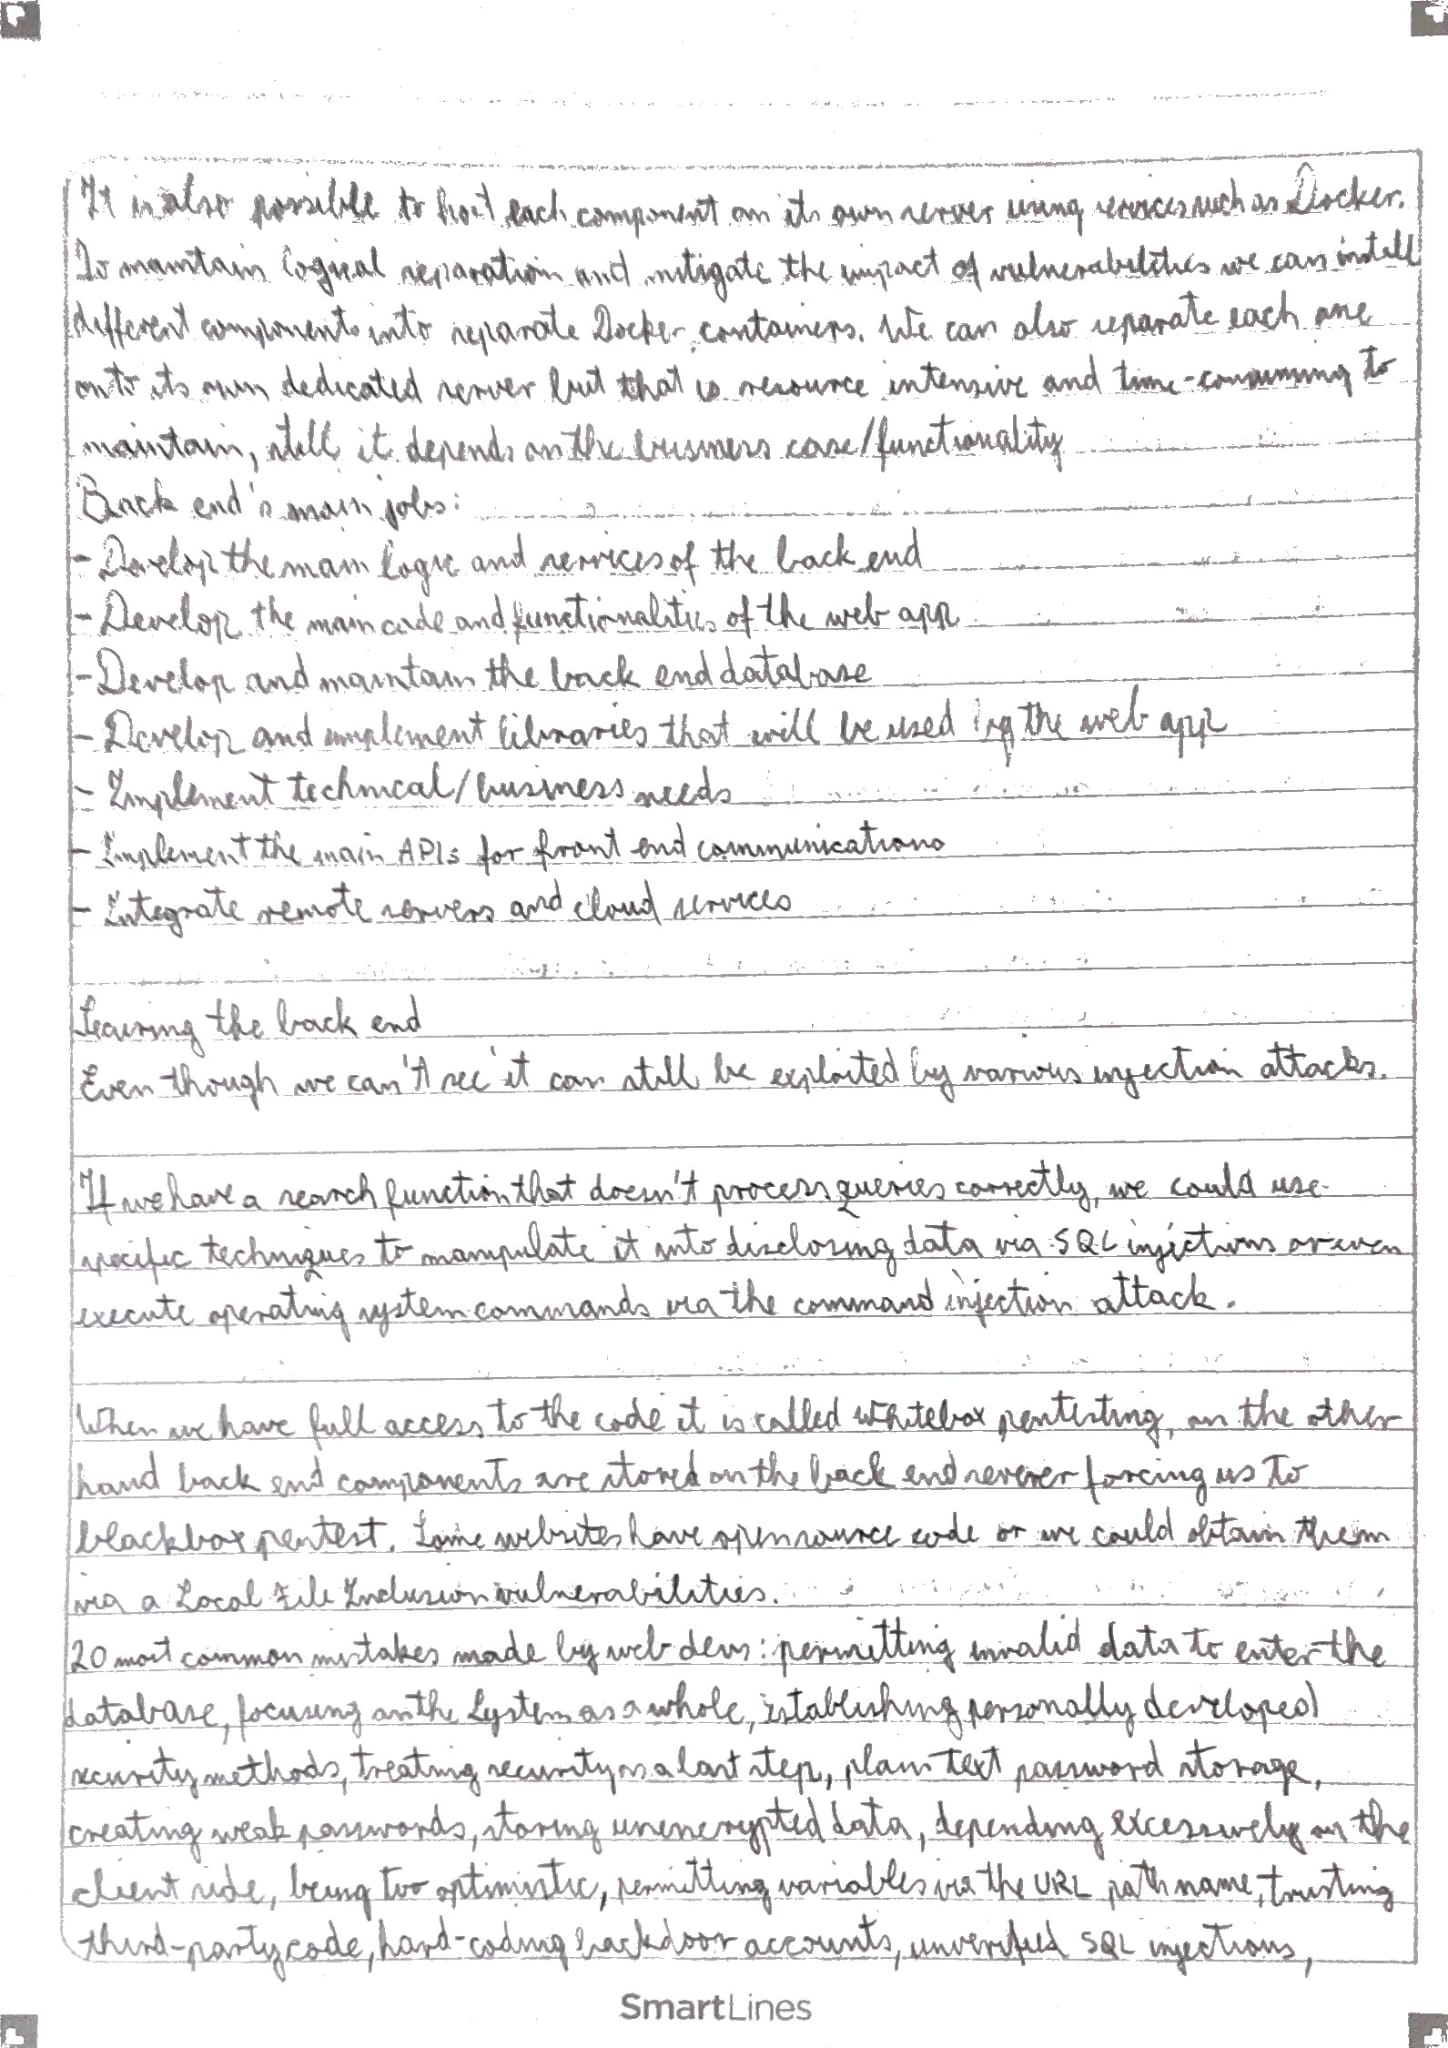 It is also possible to host each component on its own server using services such as Docker.
To maintain logical separation and mitigate the impact of vulnerabilities we can install
different components into separate Docker containers. We can also separate each one
onto its own dedicated server but that is resource intensive and time-consuming to
maintain, still it depends on the business case/functionality
Back end's main jobs:
- Develop the main logic and services of the back end
- Develop the main code and functionalities of the web app
- Develop and maintain the back end database
- Develop and implement libraries that will be used by the web app
- Implement technical/business needs
- Implement the main APIs for front end communications
- Integrate remote servers and cloud services
Securing the back end
Even though we can't see it can still be exploited by various injection attacks.
If we have a search function that doesn't process queries correctly, we could use
specific techniques to manipulate it into disclosing data via SQL injections or even
execute operating system commands via the command injection attack.
When we have full access to the code it is called whitebox pentesting, on the other
hand back end components are stored on the back end server forcing us to
blackbox pentest. Some websites have open source code or we could obtain them
via a Local File Inclusion vulnerabilities.
20 most common mistakes made by web devs: permitting invalid data to enter the
database, focusing on the System as a whole, establishing personally developed
security methods, treating security as a last step, plain text password storage,
creating weak passwords, storing unencrypted data, depending excessively on the
client side, being too optimistic, permitting variables via the URL path name, trusting
third-party code, hard-coding backdoor accounts, unverified SQL injections,
SmartLines